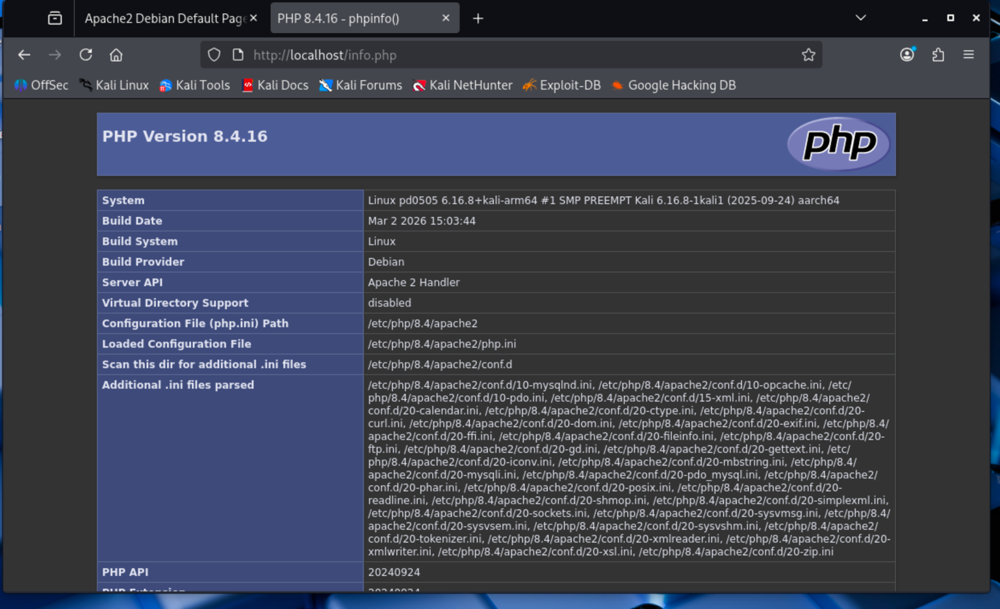 Apache2 Debian Default Page
PHP 8.4.16 - phpinfo()
http://localhost/info.php
OffSec
Kali Linux
Kali Tools
Kali Docs
Kali Forums
Kali NetHunter
Exploit-DB
Google Hacking DB
PHP Version 8.4.16
php
System
Linux pd0505 6.16.8+kali-arm64 #1 SMP PREEMPT Kali 6.16.8-1kali1 (2025-09-24) aarch64
Build Date
Mar 2 2026 15:03:44
Build System
Linux
Build Provider
Debian
Server API
Apache 2 Handler
Virtual Directory Support
disabled
Configuration File (php.ini) Path
/etc/php/8.4/apache2
Loaded Configuration File
/etc/php/8.4/apache2/php.ini
Scan this dir for additional .ini files
/etc/php/8.4/apache2/conf.d
Additional .ini files parsed
/etc/php/8.4/apache2/conf.d/10-mysqlnd.ini, /etc/php/8.4/apache2/conf.d/10-opcache.ini, /etc/
php/8.4/apache2/conf.d/10-pdo.ini, /etc/php/8.4/apache2/conf.d/15-xml.ini, /etc/php/8.4/apache2/
conf.d/20-calendar.ini, /etc/php/8.4/apache2/conf.d/20-ctype.ini, /etc/php/8.4/apache2/conf.d/20-
curl.ini, /etc/php/8.4/apache2/conf.d/20-dom.ini, /etc/php/8.4/apache2/conf.d/20-exif.ini, /etc/php/8.4/
apache2/conf.d/20-ffi.ini, /etc/php/8.4/apache2/conf.d/20-fileinfo.ini, /etc/php/8.4/apache2/conf.d/20-
ftp.ini, /etc/php/8.4/apache2/conf.d/20-gd.ini, /etc/php/8.4/apache2/conf.d/20-gettext.ini, /etc/
php/8.4/apache2/conf.d/20-iconv.ini, /etc/php/8.4/apache2/conf.d/20-mbstring.ini, /etc/php/8.4/
apache2/conf.d/20-mysqli.ini, /etc/php/8.4/apache2/conf.d/20-pdo_mysql.ini, /etc/php/8.4/apache2/
conf.d/20-phar.ini, /etc/php/8.4/apache2/conf.d/20-posix.ini, /etc/php/8.4/apache2/conf.d/20-
readline.ini, /etc/php/8.4/apache2/conf.d/20-shmop.ini, /etc/php/8.4/apache2/conf.d/20-simplexml.ini,
/etc/php/8.4/apache2/conf.d/20-sockets.ini, /etc/php/8.4/apache2/conf.d/20-sysvmsg.ini, /etc/php/8.4/
apache2/conf.d/20-sysvsem.ini, /etc/php/8.4/apache2/conf.d/20-sysvshm.ini, /etc/php/8.4/apache2/
conf.d/20-tokenizer.ini, /etc/php/8.4/apache2/conf.d/20-xmlreader.ini, /etc/php/8.4/apache2/conf.d/20-
xmlwriter.ini, /etc/php/8.4/apache2/conf.d/20-xsl.ini, /etc/php/8.4/apache2/conf.d/20-zip.ini
PHP API
20240924
PHP Extension
20240924